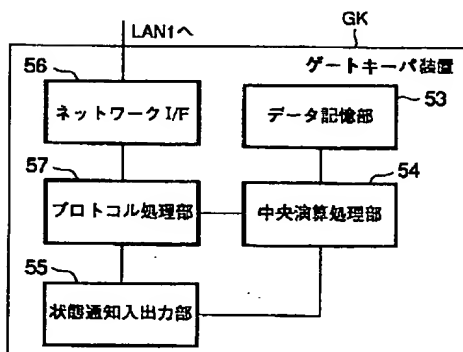 LAN1へ
GK
ゲートキーパ装置
56
ネットワークI/F
データ記憶部
53
57
プロトコル処理部
54
中央演算処理部
55
状態通知入出力部